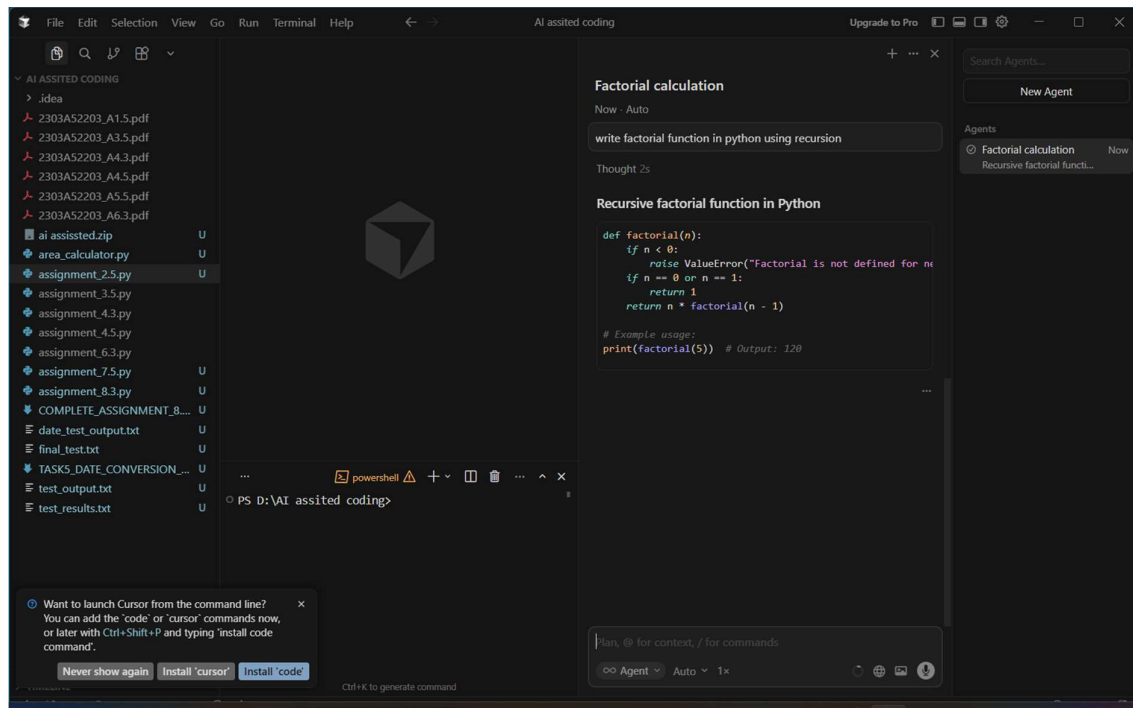 File Edit Selection View Go Run Terminal Help
AI assited coding
Upgrade to Pro
AI ASSITED CODING
.idea
2303A52203_A1.5.pdf
2303A52203_A3.5.pdf
2303A52203_A4.3.pdf
2303A52203_A4.5.pdf
2303A52203_A5.5.pdf
2303A52203_A6.3.pdf
ai assissted.zip U
area_calculator.py U
assignment_2.5.py U
assignment_3.5.py
assignment_4.3.py
assignment_4.5.py
assignment_6.3.py
assignment_7.5.py U
assignment_8.3.py U
COMPLETE_ASSIGNMENT_8.... U
date_test_output.txt U
final_test.txt U
TASK5_DATE_CONVERSION_... U
test_output.txt U
test_results.txt U
Want to launch Cursor from the command line?
You can add the `code` or `cursor` commands now,
or later with Ctrl+Shift+P and typing 'install code
command'.
Never show again Install 'cursor' Install 'code'
... powershell ...
PS D:\AI assited coding>
Ctrl+K to generate command
Factorial calculation
Now · Auto
write factorial function in python using recursion
Thought 2s
Recursive factorial function in Python
def factorial(n):
if n < 0:
raise ValueError("Factorial is not defined for ne
if n == 0 or n == 1:
return 1
return n * factorial(n - 1)
# Example usage:
print(factorial(5)) # Output: 120
Plan, @ for context, / for commands
Agent Auto 1×
Search Agents...
New Agent
Agents
Factorial calculation Now
Recursive factorial functi...